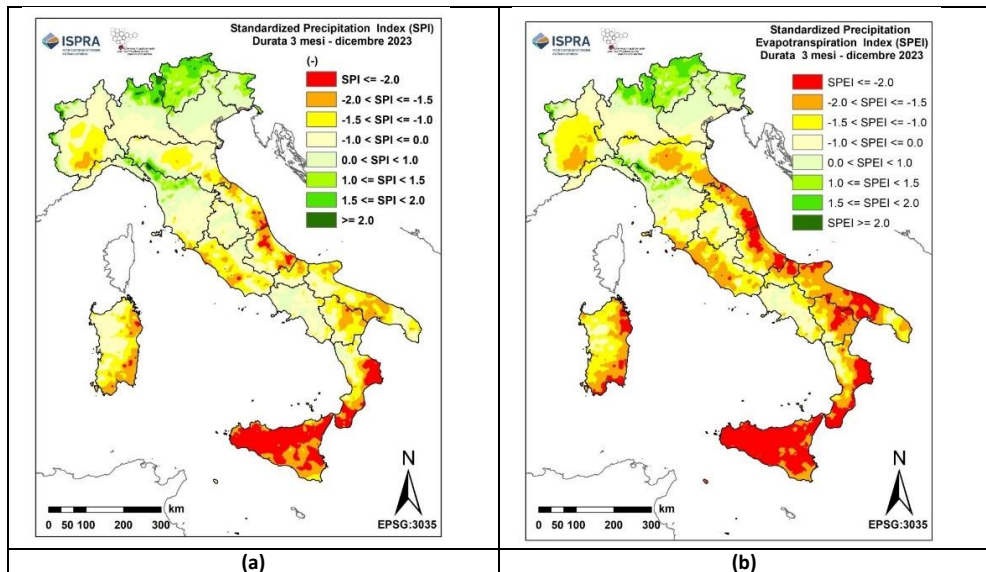 ISPRA
Standardized Precipitation Index (SPI)
Durata 3 mesi - dicembre 2023
(-)
SPI <= -2.0
-2.0 < SPI <= -1.5
-1.5 < SPI <= -1.0
-1.0 < SPI <= 0.0
0.0 < SPI < 1.0
1.0 <= SPI < 1.5
1.5 <= SPI < 2.0
>= 2.0
N
km
0 50 100 200 300
EPSG:3035
(a)
ISPRA
Standardized Precipitation
Evapotranspiration Index (SPEI)
Durata 3 mesi - dicembre 2023
SPEI <= -2.0
-2.0 < SPEI <= -1.5
-1.5 < SPEI <= -1.0
-1.0 < SPEI <= 0.0
0.0 < SPEI < 1.0
1.0 <= SPEI < 1.5
1.5 <= SPEI < 2.0
SPEI >= 2.0
N
km
0 50 100 200 300
EPSG:3035
(b)